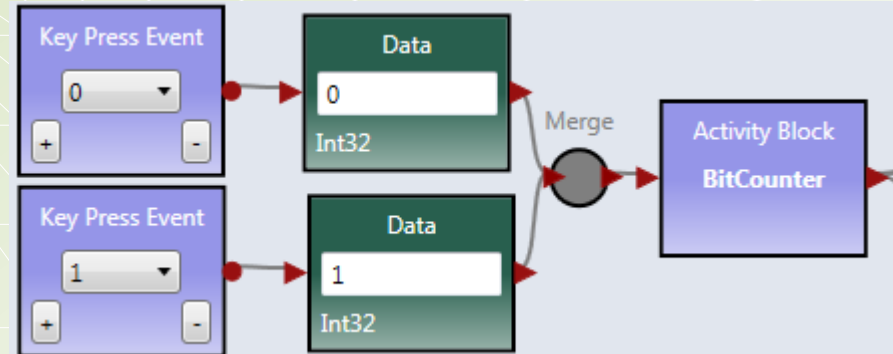 Key Press Event
0
+
-
Data
0
Int32
Merge
Activity Block
BitCounter
Key Press Event
1
+
-
Data
1
Int32